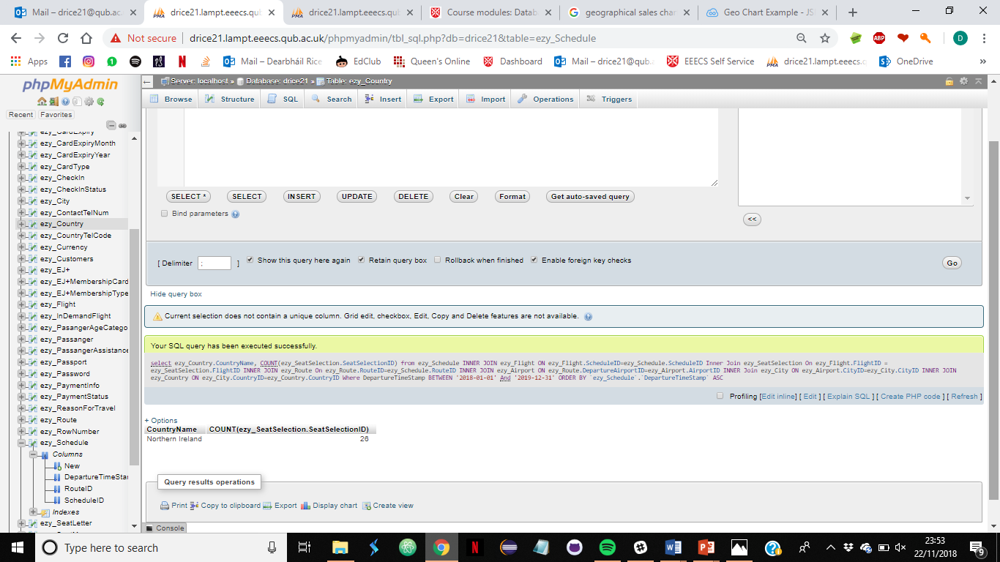 Mail – drice21@qub.ac.
drice21.lampt.eeecs.qu
drice21.lampt.eeecs.qu
Course modules: Datab
geographical sales char
Geo Chart Example - JS
Not secure
drice21.lampt.eeecs.qub.ac.uk/phpmyadmin/tbl_sql.php?db=drice21&table=ezy_Schedule
ABP
D
Apps
Mail – Dearbháil Rice
EdClub
Queen's Online
Dashboard
Mail – drice21@qub.a
EEECS Self Service
drice21.lampt.eeecs.q
OneDrive
phpMyAdmin
Recent
Favorites
ezy_CardExpiry
ezy_CardExpiryMonth
ezy_CardExpiryYear
ezy_CardType
ezy_CheckIn
ezy_CheckInStatus
ezy_City
ezy_ContactTelNum
ezy_Country
ezy_CountryTelCode
ezy_Currency
ezy_Customers
ezy_EJ+
ezy_EJ+MembershipCard
ezy_EJ+MembershipType
ezy_Flight
ezy_InDemandFlight
ezy_PasangerAgeCatego
ezy_Passanger
ezy_PassangerAssistance
ezy_Passport
ezy_Password
ezy_PaymentInfo
ezy_PaymentStatus
ezy_ReasonForTravel
ezy_Route
ezy_RowNumber
ezy_Schedule
Columns
New
DepartureTimeStar
RouteID
ScheduleID
Indexes
ezy_SeatLetter
Server: localhost » Database: drice21 » Table: ezy_Country
Browse
Structure
SQL
Search
Insert
Export
Import
Operations
Triggers
SELECT *
SELECT
INSERT
UPDATE
DELETE
Clear
Format
Get auto-saved query
Bind parameters
<<
[ Delimiter ; ]
Show this query here again
Retain query box
Rollback when finished
Enable foreign key checks
Go
Hide query box
Current selection does not contain a unique column. Grid edit, checkbox, Edit, Copy and Delete features are not available.
Your SQL query has been executed successfully.
select ezy_Country.CountryName, COUNT(ezy_SeatSelection.SeatSelectionID) from ezy_Schedule INNER JOIN ezy_Flight ON ezy_Flight.ScheduleID=ezy_Schedule.ScheduleID Inner Join ezy_SeatSelection On ezy_Flight.FlightID =
ezy_SeatSelection.FlightID INNER JOIN ezy_Route On ezy_Route.RouteID=ezy_Schedule.RouteID INNER JOIN ezy_Airport ON ezy_Route.DepartureAirportID=ezy_Airport.AirportID INNER Join ezy_City ON ezy_Airport.CityID=ezy_City.CityID INNER JOIN
ezy_Country ON ezy_City.CountryID=ezy_Country.CountryID Where DepartureTimeStamp BETWEEN '2018-01-01' And '2019-12-31' ORDER BY `ezy_Schedule`.`DepartureTimeStamp` ASC
Profiling [Edit inline] [ Edit ] [ Explain SQL ] [ Create PHP code ] [ Refresh ]
+ Options
CountryName COUNT(ezy_SeatSelection.SeatSelectionID)
Northern Ireland 26
Query results operations
Print
Copy to clipboard
Export
Display chart
Create view
Console
Type here to search
23:53
22/11/2018
9